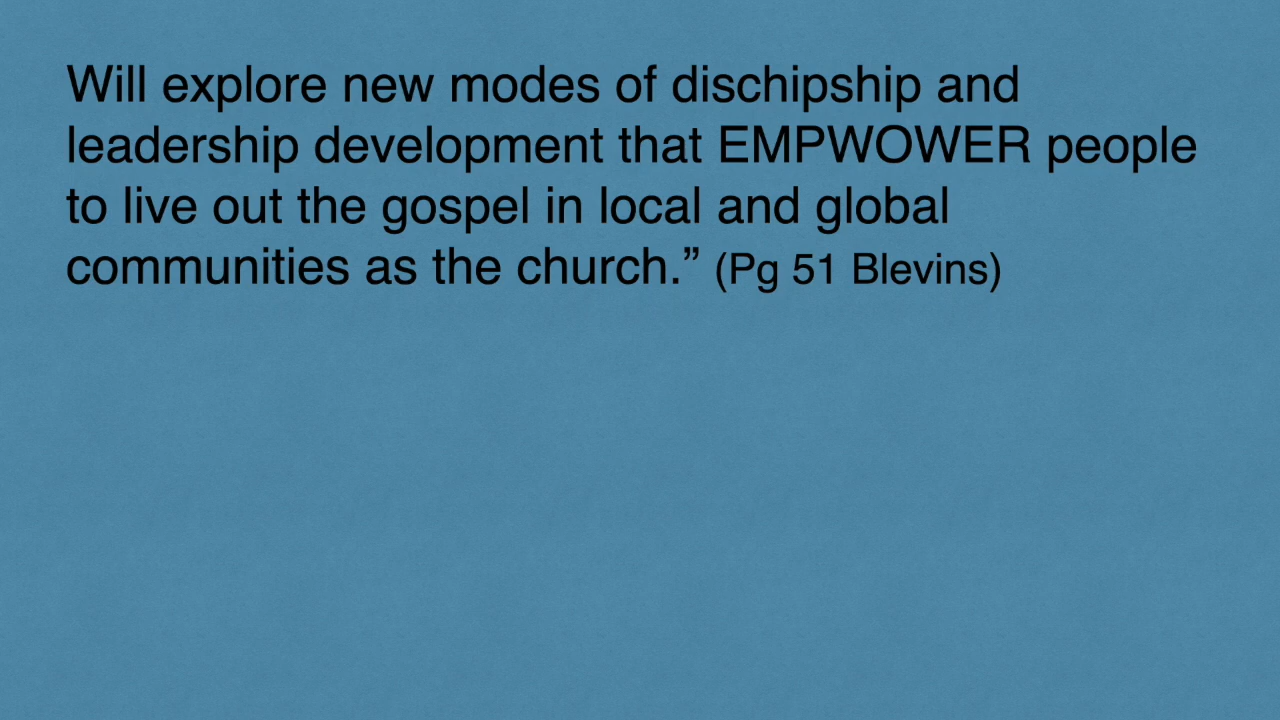 Will explore new modes of dischipship and
leadership development that EMPWOWER people
to live out the gospel in local and global
communities as the church.” (Pg 51 Blevins)